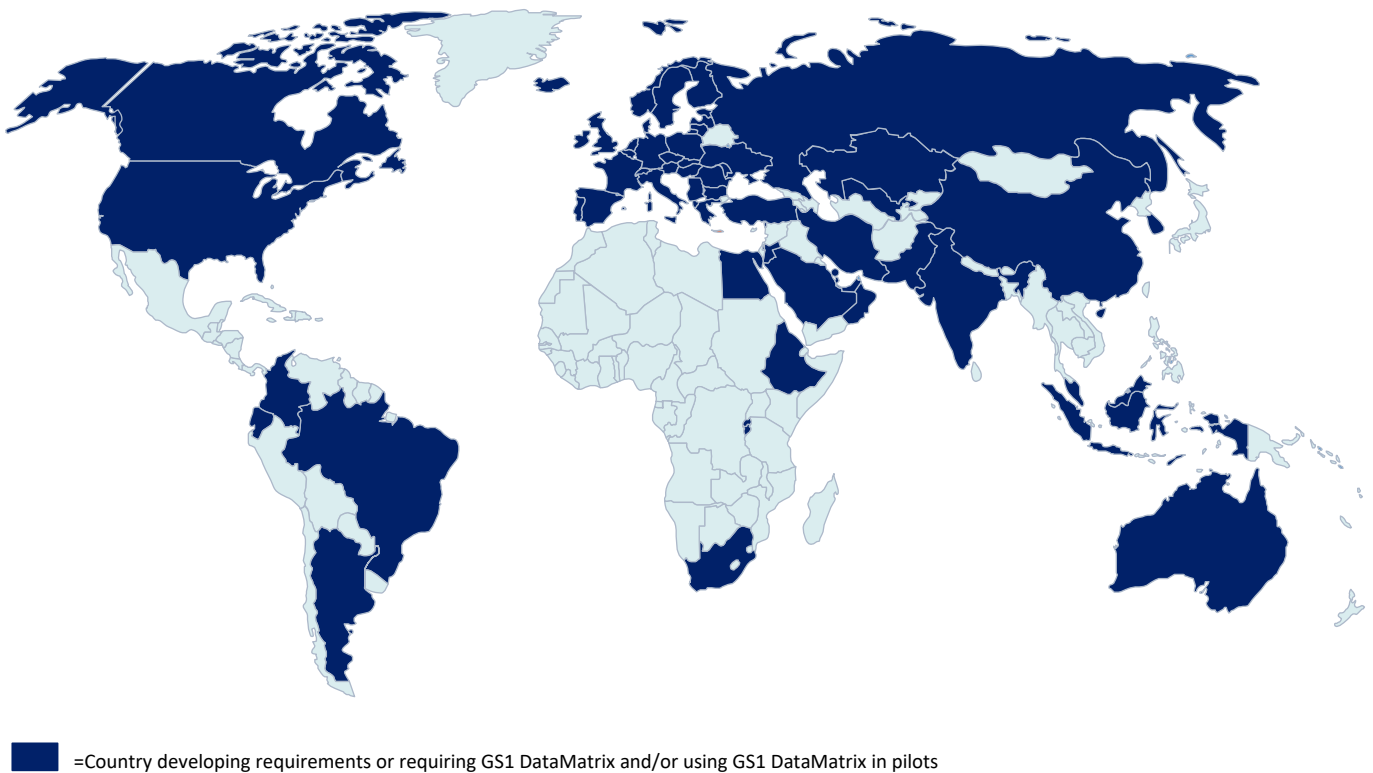 =Country developing requirements or requiring GS1 DataMatrix and/or using GS1 DataMatrix in pilots